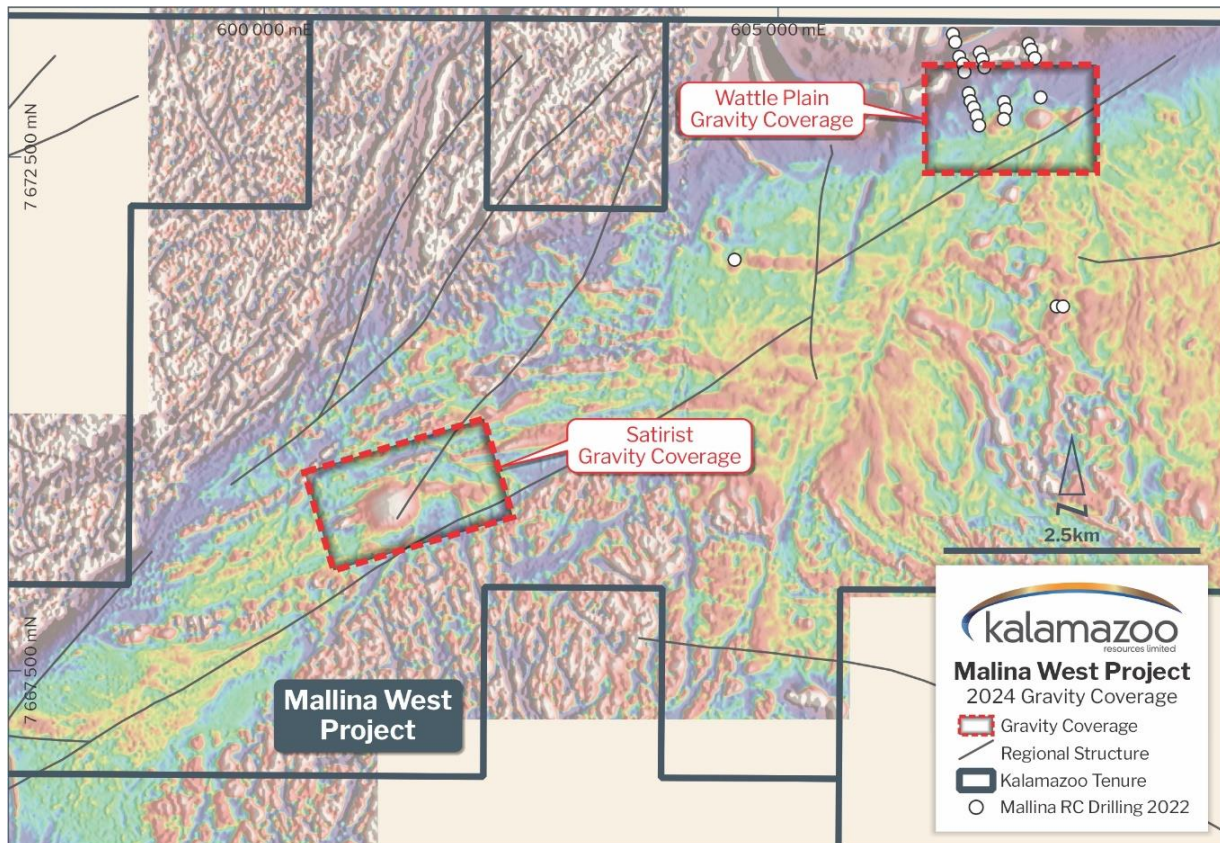 600 000 mE
605 000 mE
7 672 500 mN
7 667 500 mN
Wattle Plain
Gravity Coverage
Satirist
Gravity Coverage
Mallina West
Project
N
2.5km
kalamazoo
resources limited
Malina West Project
2024 Gravity Coverage
Gravity Coverage
Regional Structure
Kalamazoo Tenure
Mallina RC Drilling 2022